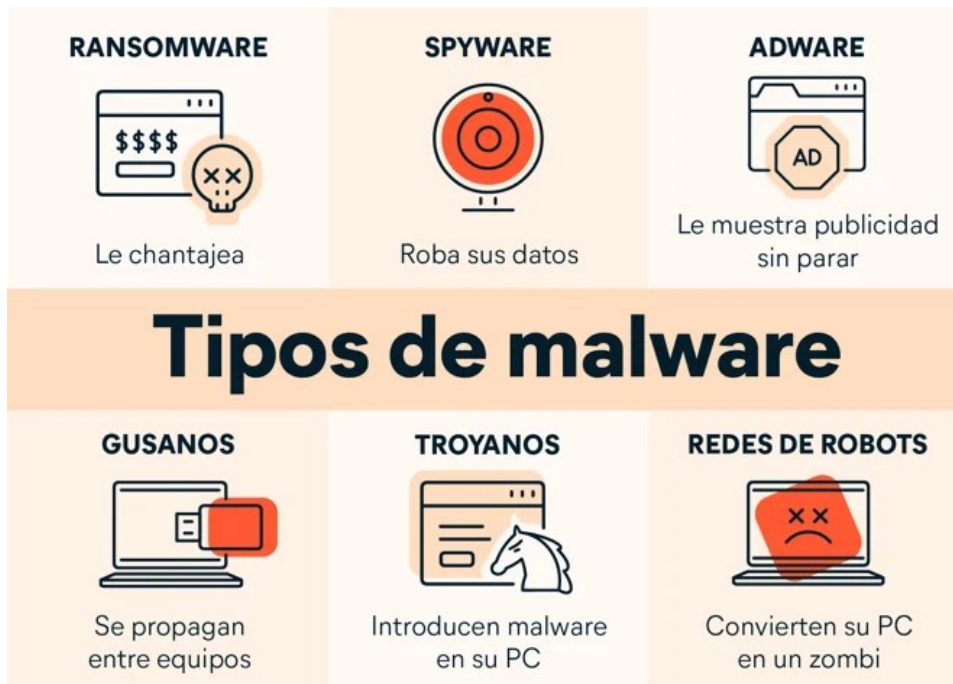 RANSOMWARE
SPYWARE
ADWARE
$$$$
AD
Le chantajea
Roba sus datos
Le muestra publicidad
sin parar
Tipos de malware
GUSANOS
TROYANOS
REDES DE ROBOTS
Se propagan
entre equipos
Introducen malware
en su PC
Convierten su PC
en un zombi